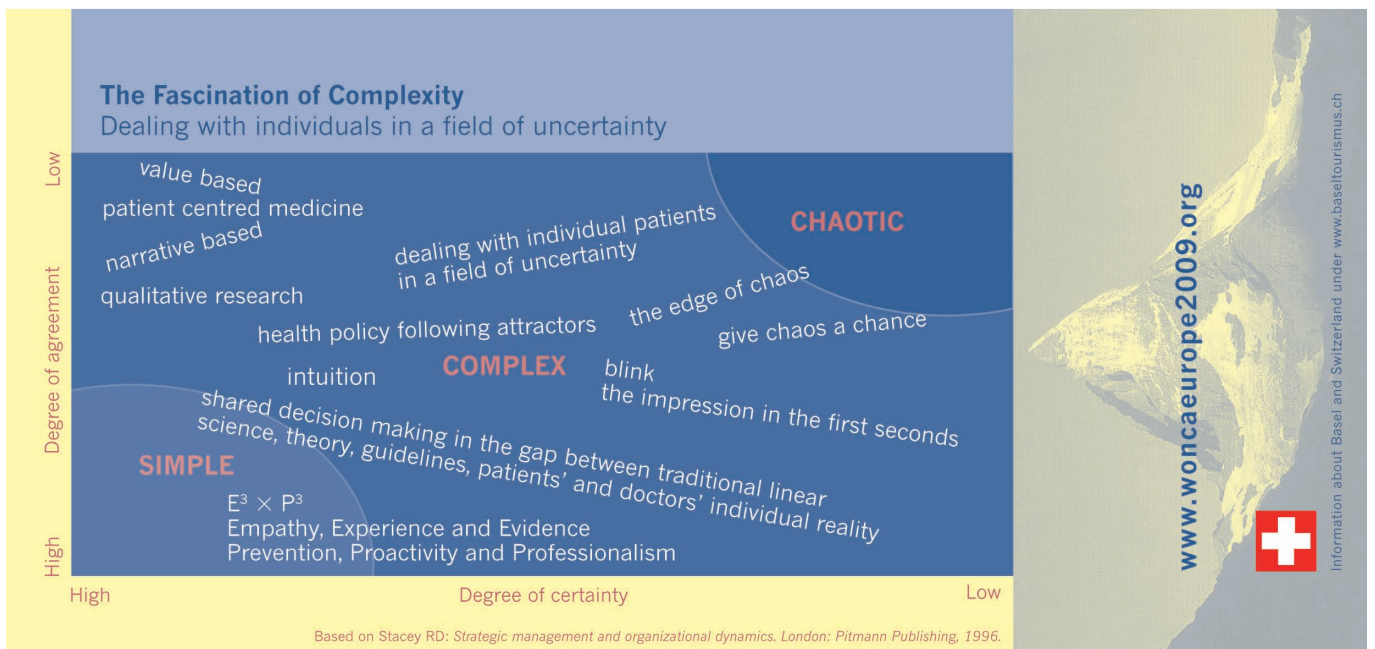 The Fascination of Complexity
Dealing with individuals in a field of uncertainty
Low
Degree of agreement
High
value based
patient centred medicine
narrative based
qualitative research
dealing with individual patients
in a field of uncertainty
CHAOTIC
the edge of chaos
give chaos a chance
health policy following attractors
COMPLEX
intuition
blink
the impression in the first seconds
shared decision making in the gap between traditional linear
science, theory, guidelines, patients’ and doctors’ individual reality
SIMPLE
E³ × P³
Empathy, Experience and Evidence
Prevention, Proactivity and Professionalism
High
Degree of certainty
Low
Based on Stacey RD: Strategic management and organizational dynamics. London: Pitmann Publishing, 1996.
www.woncaeurope2009.org
Information about Basel and Switzerland under www.baseltourismus.ch